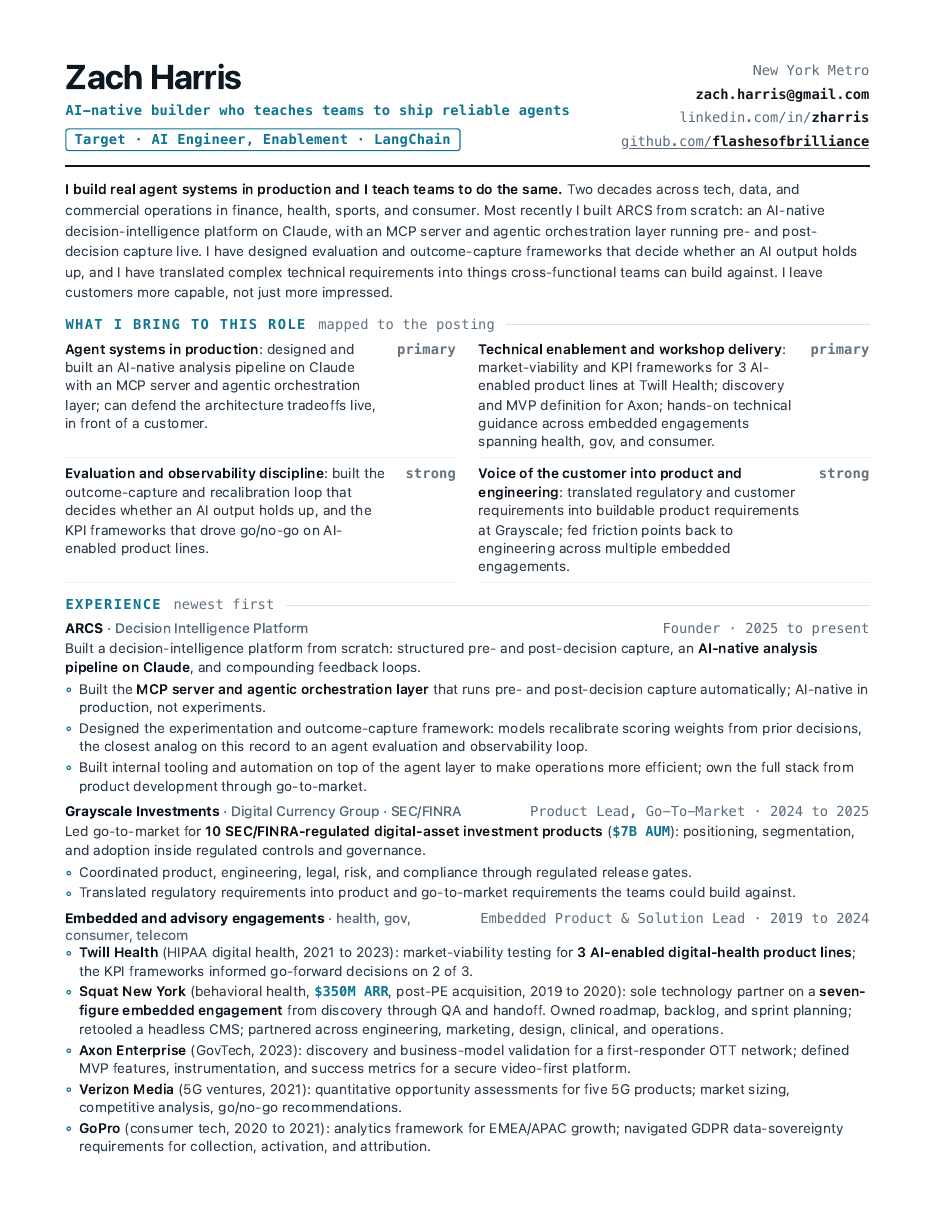 Zach Harris
AI-native builder who teaches teams to ship reliable agents
Target · AI Engineer, Enablement · LangChain
New York Metro
zach.harris@gmail.com
linkedin.com/in/zharris
github.com/flashesofbrilliance
I build real agent systems in production and I teach teams to do the same. Two decades across tech, data, and
commercial operations in finance, health, sports, and consumer. Most recently I built ARCS from scratch: an AI-native
decision-intelligence platform on Claude, with an MCP server and agentic orchestration layer running pre- and post-
decision capture live. I have designed evaluation and outcome-capture frameworks that decide whether an AI output holds
up, and I have translated complex technical requirements into things cross-functional teams can build against. I leave
customers more capable, not just more impressed.
WHAT I BRING TO THIS ROLE mapped to the posting
Agent systems in production: designed and primary
built an AI-native analysis pipeline on Claude
with an MCP server and agentic orchestration
layer; can defend the architecture tradeoffs live,
in front of a customer.
Technical enablement and workshop delivery: primary
market-viability and KPI frameworks for 3 AI-
enabled product lines at Twill Health; discovery
and MVP definition for Axon; hands-on technical
guidance across embedded engagements
spanning health, gov, and consumer.
Evaluation and observability discipline: built the strong
outcome-capture and recalibration loop that
decides whether an AI output holds up, and the
KPI frameworks that drove go/no-go on AI-
enabled product lines.
Voice of the customer into product and strong
engineering: translated regulatory and customer
requirements into buildable product requirements
at Grayscale; fed friction points back to
engineering across multiple embedded
engagements.
EXPERIENCE newest first
ARCS · Decision Intelligence Platform Founder · 2025 to present
Built a decision-intelligence platform from scratch: structured pre- and post-decision capture, an AI-native analysis
pipeline on Claude, and compounding feedback loops.
Built the MCP server and agentic orchestration layer that runs pre- and post-decision capture automatically; AI-native in
production, not experiments.
Designed the experimentation and outcome-capture framework: models recalibrate scoring weights from prior decisions,
the closest analog on this record to an agent evaluation and observability loop.
Built internal tooling and automation on top of the agent layer to make operations more efficient; own the full stack from
product development through go-to-market.
Grayscale Investments · Digital Currency Group · SEC/FINRA Product Lead, Go-To-Market · 2024 to 2025
Led go-to-market for 10 SEC/FINRA-regulated digital-asset investment products ($7B AUM): positioning, segmentation,
and adoption inside regulated controls and governance.
Coordinated product, engineering, legal, risk, and compliance through regulated release gates.
Translated regulatory requirements into product and go-to-market requirements the teams could build against.
Embedded and advisory engagements · health, gov, Embedded Product & Solution Lead · 2019 to 2024
consumer, telecom
Twill Health (HIPAA digital health, 2021 to 2023): market-viability testing for 3 AI-enabled digital-health product lines;
the KPI frameworks informed go-forward decisions on 2 of 3.
Squat New York (behavioral health, $350M ARR, post-PE acquisition, 2019 to 2020): sole technology partner on a seven-
figure embedded engagement from discovery through QA and handoff. Owned roadmap, backlog, and sprint planning;
retooled a headless CMS; partnered across engineering, marketing, design, clinical, and operations.
Axon Enterprise (GovTech, 2023): discovery and business-model validation for a first-responder OTT network; defined
MVP features, instrumentation, and success metrics for a secure video-first platform.
Verizon Media (5G ventures, 2021): quantitative opportunity assessments for five 5G products; market sizing,
competitive analysis, go/no-go recommendations.
GoPro (consumer tech, 2020 to 2021): analytics framework for EMEA/APAC growth; navigated GDPR data-sovereignty
requirements for collection, activation, and attribution.